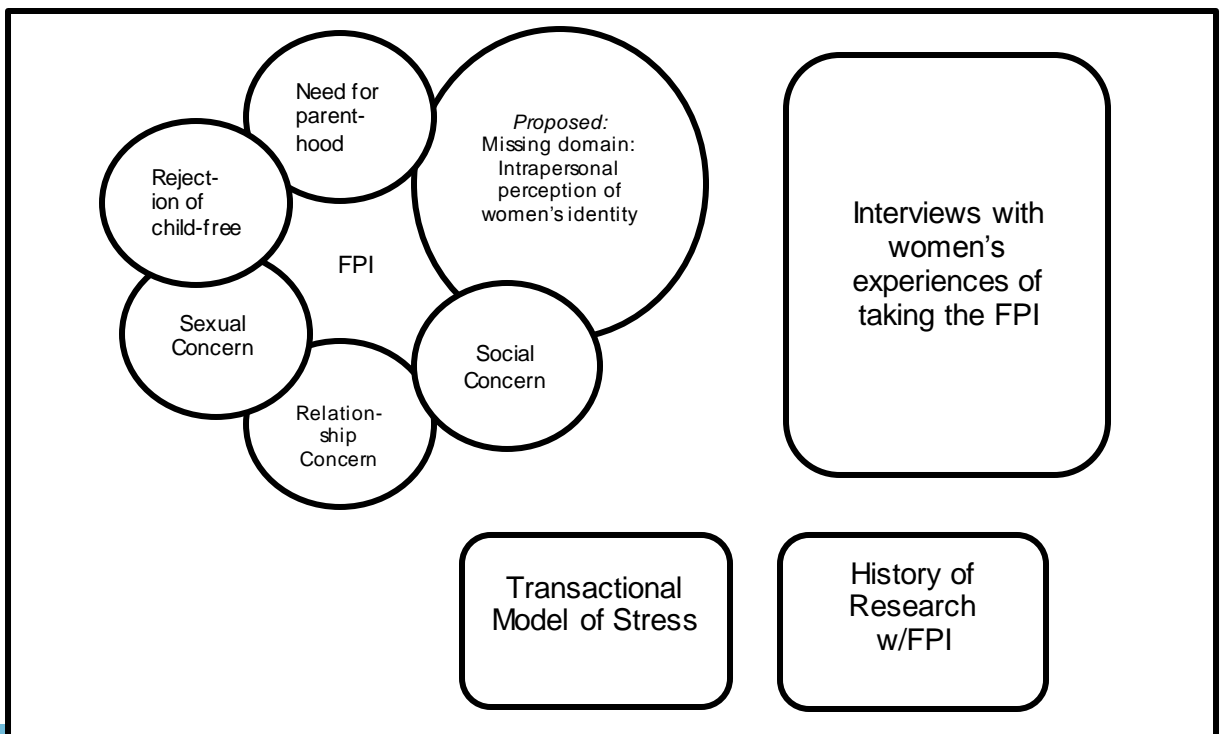 Need for
parent-
hood
Proposed:
Missing domain:
Intrapersonal
perception of
women's identity
Reject-
ion of
child-free
FPI
Sexual
Concern
Social
Concern
Relation-
ship
Concern
Interviews with
women's
experiences of
taking the FPI
Transactional
Model of Stress
History of
Research
w/FPI